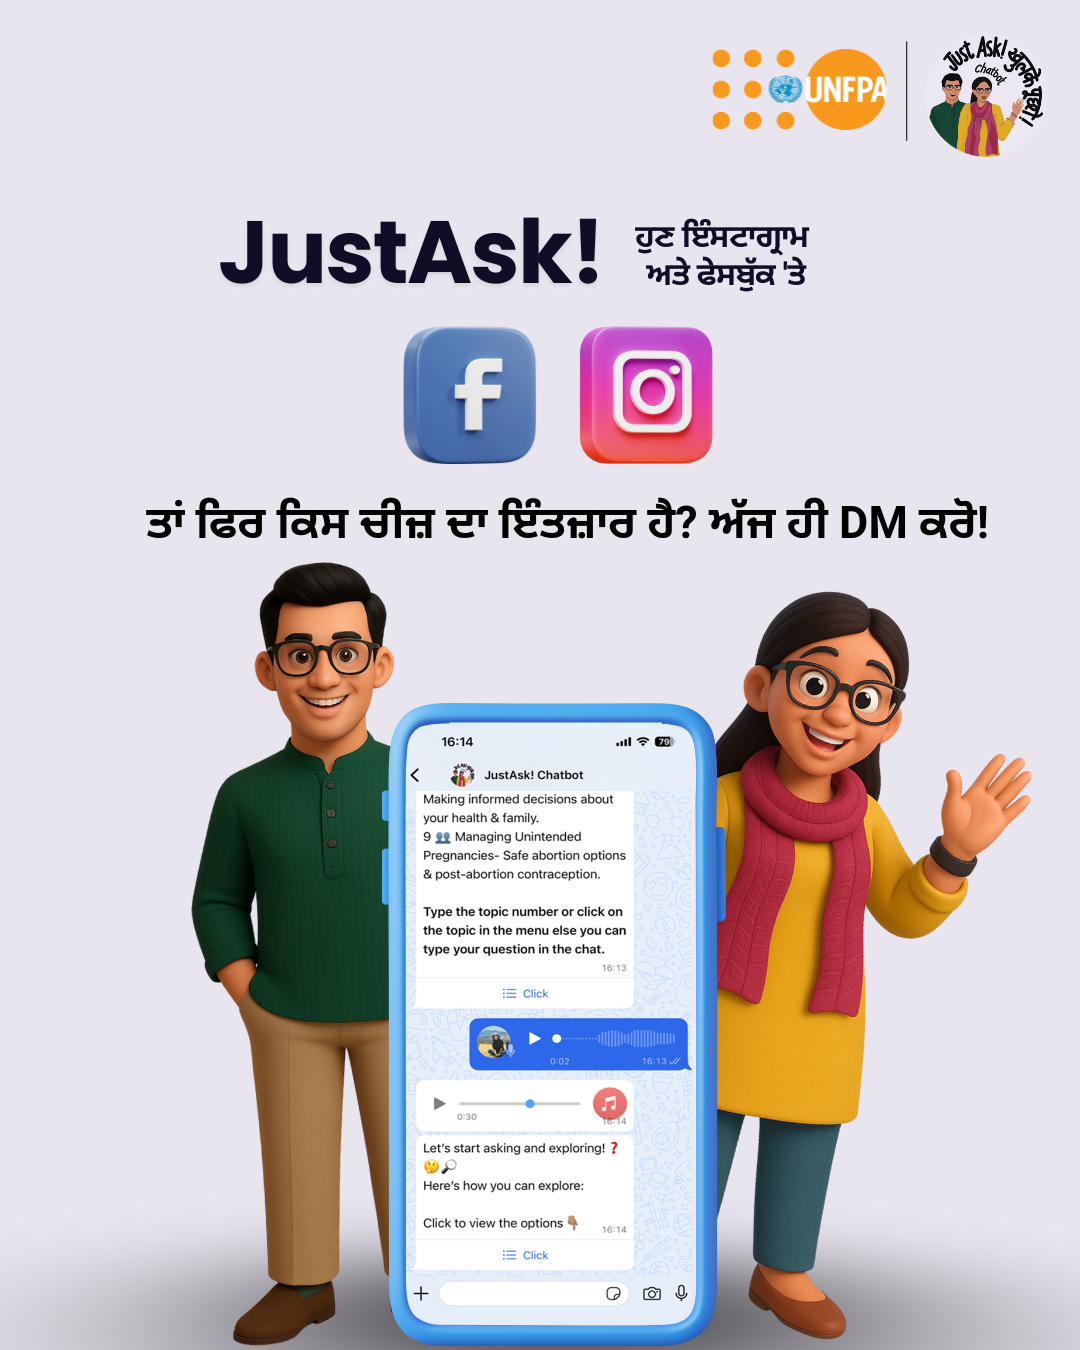 UNFPA
Just Ask! खुलके पूछो!
Chatbot
JustAsk!
ਹੁਣ ਇੰਸਟਾਗ੍ਰਾਮ
ਅਤੇ ਫੇਸਬੁੱਕ 'ਤੇ
ਤਾਂ ਫਿਰ ਕਿਸ ਚੀਜ਼ ਦਾ ਇੰਤਜ਼ਾਰ ਹੈ? ਅੱਜ ਹੀ DM ਕਰੋ!
16:14
79
JustAsk! Chatbot
Making informed decisions about
your health & family.
9 👥 Managing Unintended
Pregnancies- Safe abortion options
& post-abortion contraception.
Type the topic number or click on
the topic in the menu else you can
type your question in the chat.
16:13
Click
0:02
16:13
0:30
16:14
Let's start asking and exploring! ❓
🤔🔎
Here's how you can explore:
Click to view the options 👇🏽
16:14
Click